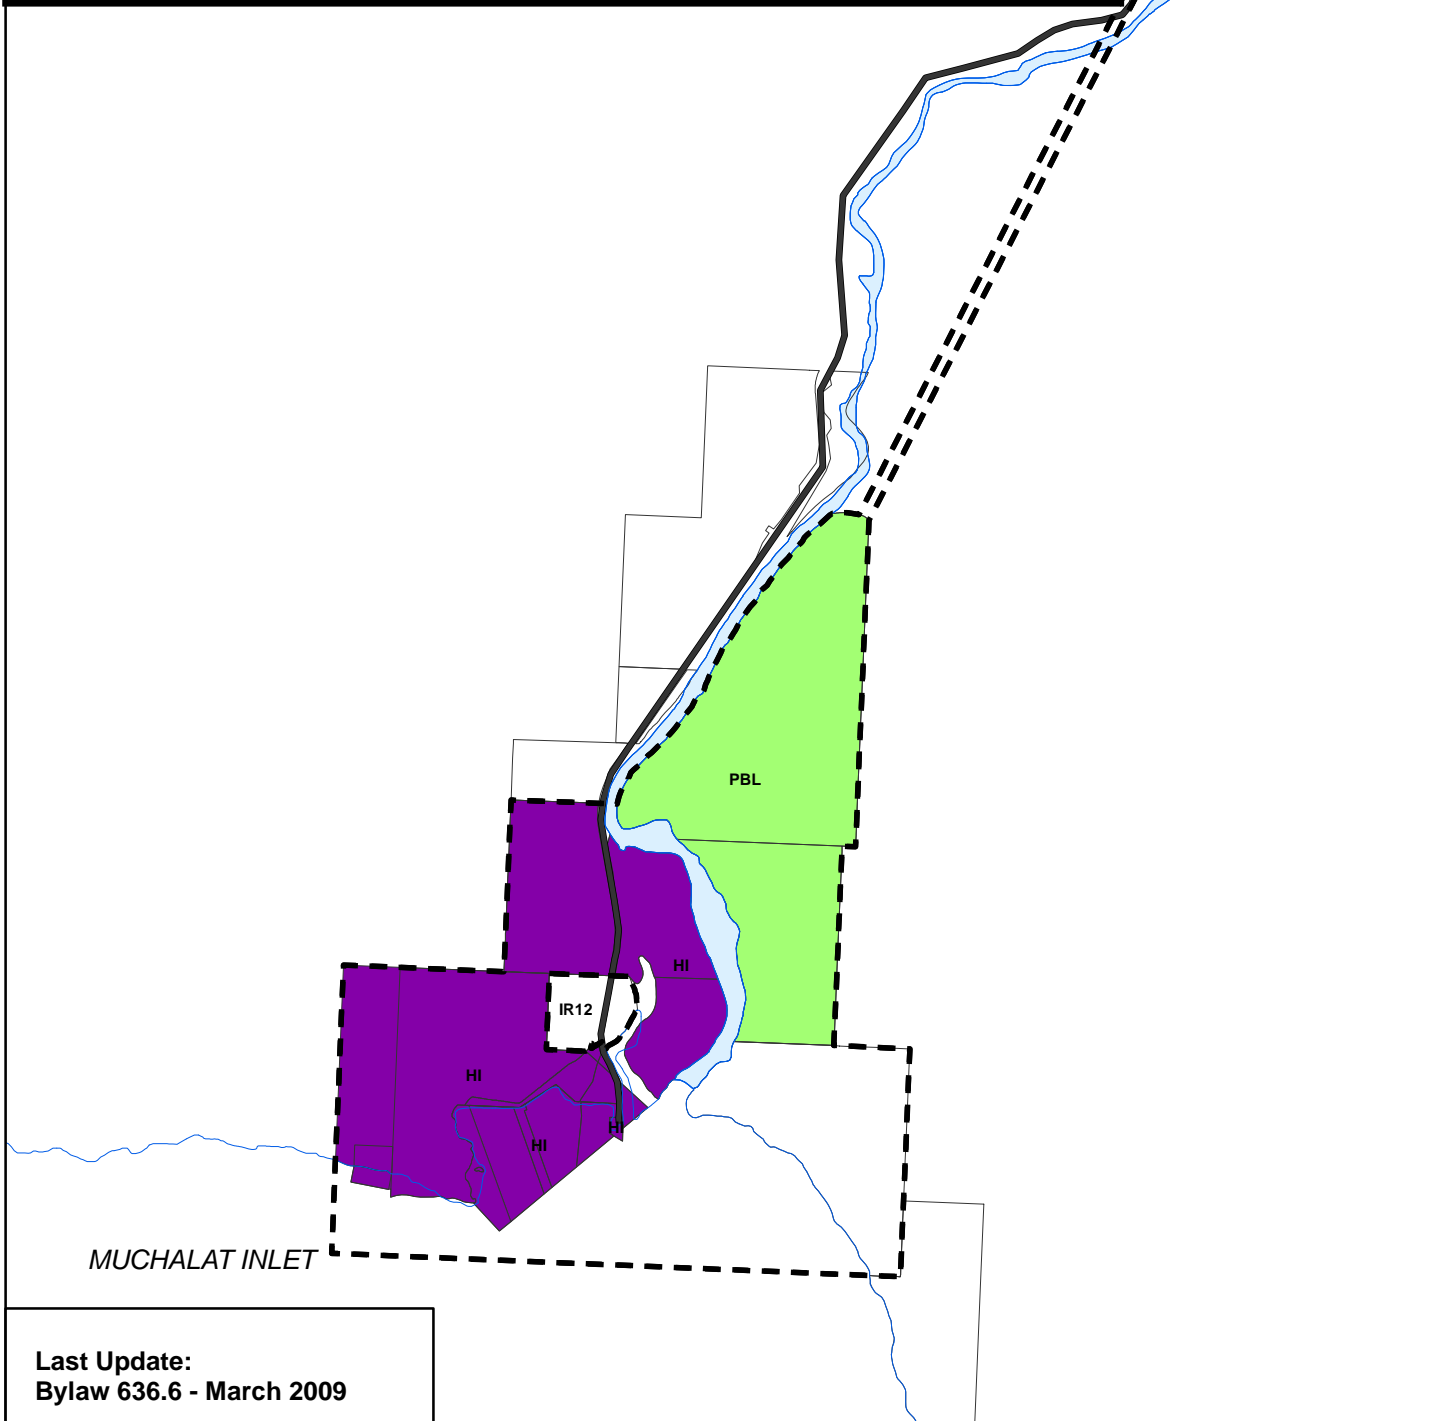 PBL
HI
IR12
HI
HI
HI
MUCHALAT INLET
Last Update:
Bylaw 636.6 - March 2009